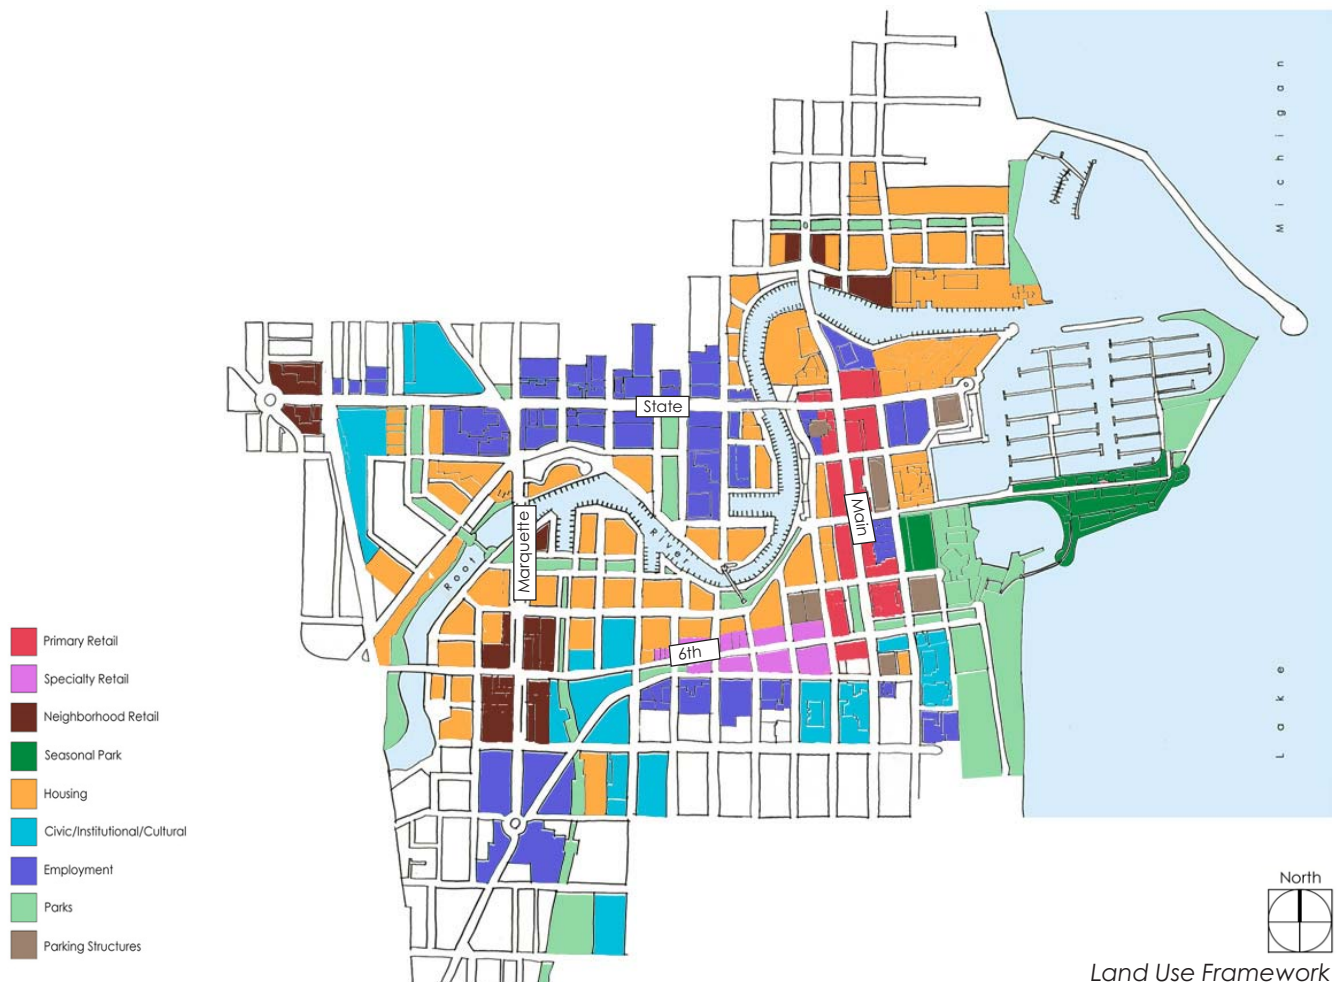 Michigan
State
Main
Marquette
River
Root
6th
Lake
Primary Retail
Specialty Retail
Neighborhood Retail
Seasonal Park
Housing
Civic/Institutional/Cultural
Employment
Parks
Parking Structures
North
Land Use Framework